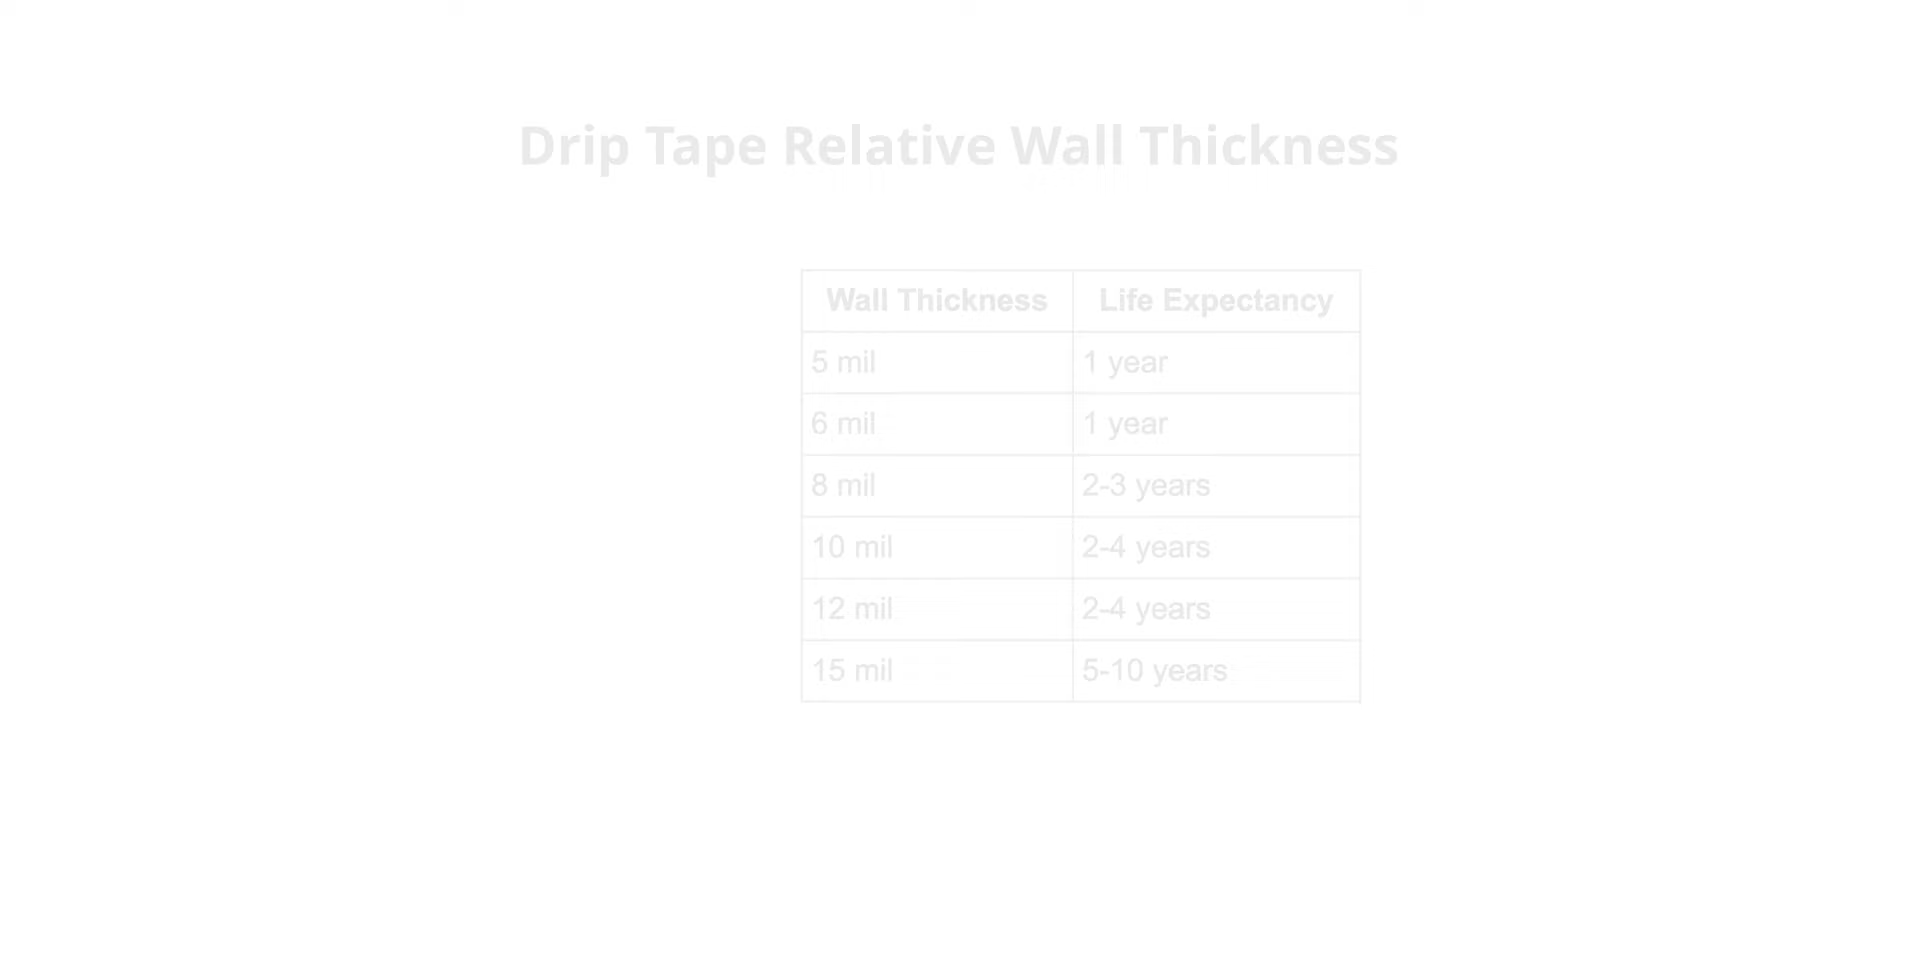 Drip Tape Relative Wall Thickness
Wall Thickness Life Expectancy
5 mil 1 year
6 mil 1 year
8 mil 2-3 years
10 mil 2-4 years
12 mil 2-4 years
15 mil 5-10 years